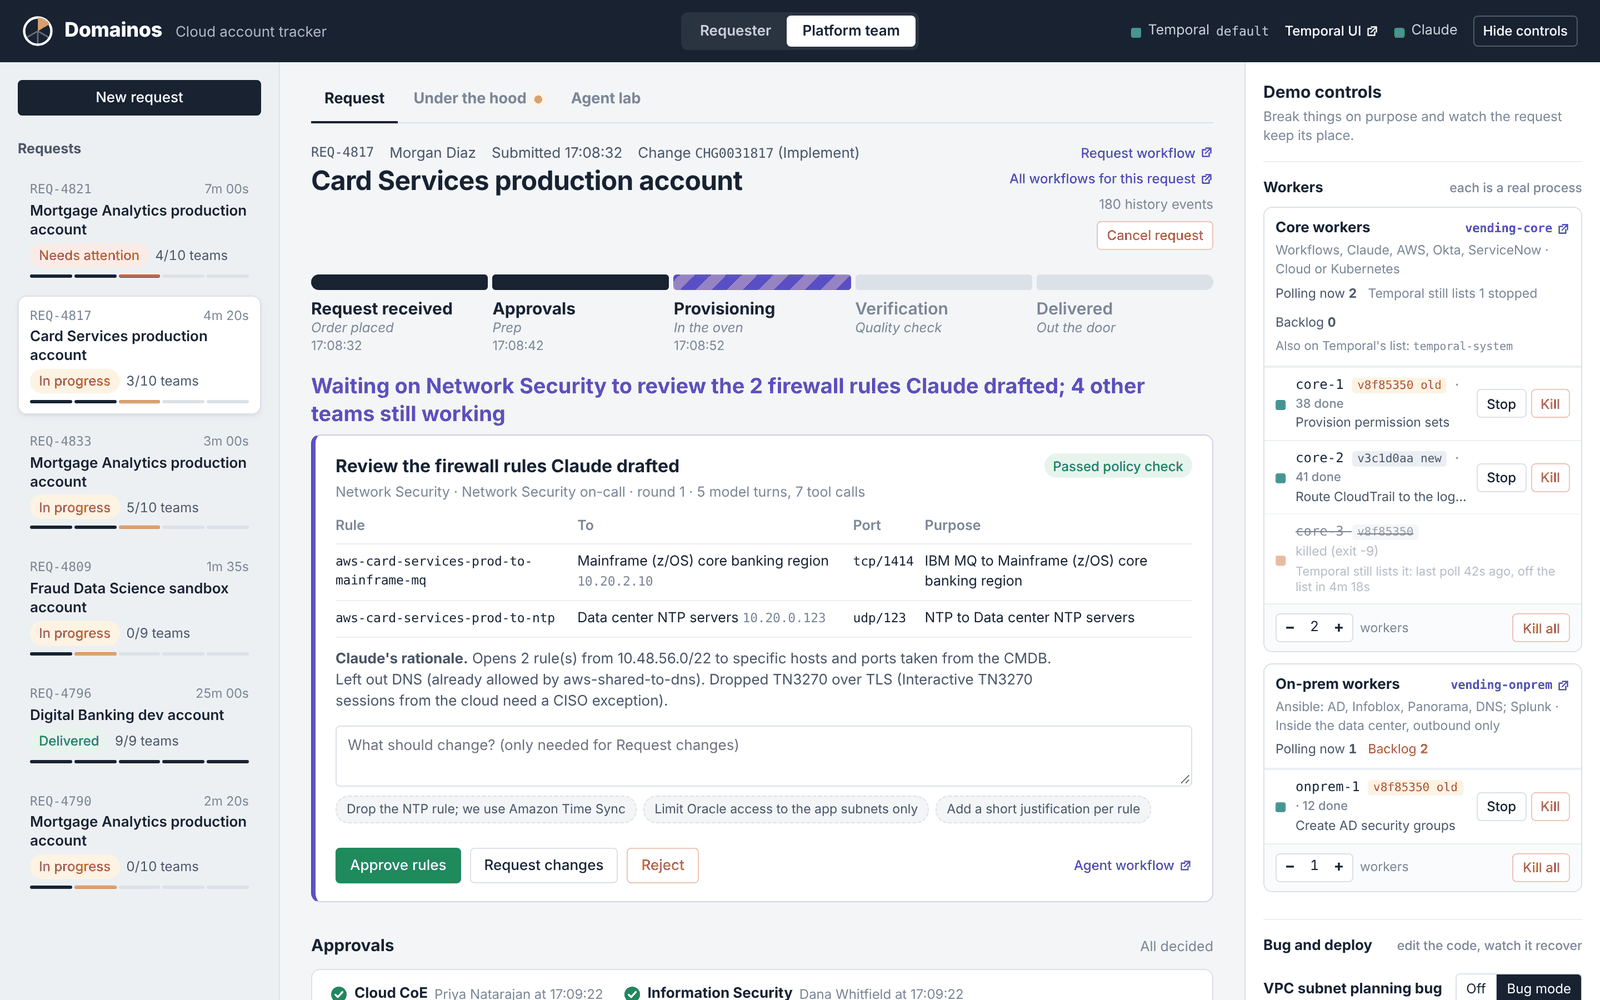 Domainos Cloud account tracker
Requester Platform team
Temporal default Temporal UI Claude Hide controls
New request
Requests
REQ-4821 7m 00s
Mortgage Analytics production
account
Needs attention 4/10 teams
REQ-4817 4m 20s
Card Services production
account
In progress 3/10 teams
REQ-4833 3m 00s
Mortgage Analytics production
account
In progress 5/10 teams
REQ-4809 1m 35s
Fraud Data Science sandbox
account
In progress 0/9 teams
REQ-4796 25m 00s
Digital Banking dev account
Delivered 9/9 teams
REQ-4790 2m 20s
Mortgage Analytics production
account
In progress 0/10 teams
Request Under the hood Agent lab
REQ-4817 Morgan Diaz Submitted 17:08:32 Change CHG0031817 (Implement)
Card Services production account
Request workflow
All workflows for this request
180 history events
Cancel request
Request received Approvals Provisioning Verification Delivered
Order placed Prep In the oven Quality check Out the door
17:08:32 17:08:42 17:08:52
Waiting on Network Security to review the 2 firewall rules Claude drafted; 4 other
teams still working
Review the firewall rules Claude drafted Passed policy check
Network Security · Network Security on-call · round 1 · 5 model turns, 7 tool calls
Rule To Port Purpose
aws-card-services-prod-to- Mainframe (z/OS) core banking region tcp/1414 IBM MQ to Mainframe (z/OS) core
mainframe-mq 10.20.2.10 banking region
aws-card-services-prod-to-ntp Data center NTP servers 10.20.0.123 udp/123 NTP to Data center NTP servers
Claude's rationale. Opens 2 rule(s) from 10.48.56.0/22 to specific hosts and ports taken from the CMDB.
Left out DNS (already allowed by aws-shared-to-dns). Dropped TN3270 over TLS (Interactive TN3270
sessions from the cloud need a CISO exception).
What should change? (only needed for Request changes)
Drop the NTP rule; we use Amazon Time Sync Limit Oracle access to the app subnets only Add a short justification per rule
Approve rules Request changes Reject Agent workflow
Approvals All decided
Cloud CoE Priya Natarajan at 17:09:22 Information Security Dana Whitfield at 17:09:22
Demo controls
Break things on purpose and watch the request
keep its place.
Workers each is a real process
Core workers vending-core
Workflows, Claude, AWS, Okta, ServiceNow ·
Cloud or Kubernetes
Polling now 2 Temporal still lists 1 stopped
Backlog 0
Also on Temporal's list: temporal-system
core-1 v8f85350 old ·
38 done
Provision permission sets
Stop Kill
core-2 v3c1d0aa new ·
41 done
Route CloudTrail to the log...
Stop Kill
core-3 v8f85350
killed (exit -9)
Temporal still lists it: last poll 42s ago, off the
list in 4m 18s
− 2 + workers Kill all
On-prem workers vending-onprem
Ansible: AD, Infoblox, Panorama, DNS; Splunk ·
Inside the data center, outbound only
Polling now 1 Backlog 2
onprem-1 v8f85350 old
· 12 done
Create AD security groups
Stop Kill
− 1 + workers Kill all
Bug and deploy edit the code, watch it recover
VPC subnet planning bug Off Bug mode